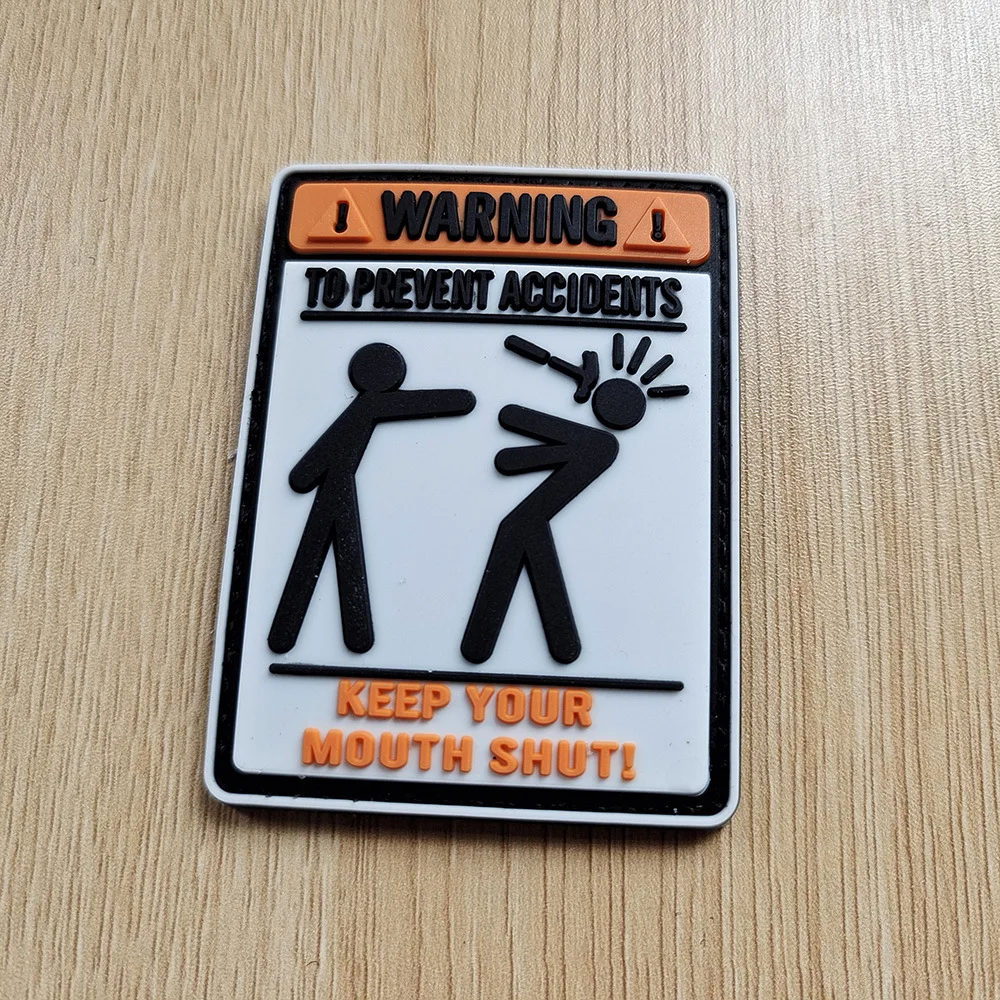 ! WARNING !
TO PREVENT ACCIDENTS
KEEP YOUR
MOUTH SHUT!